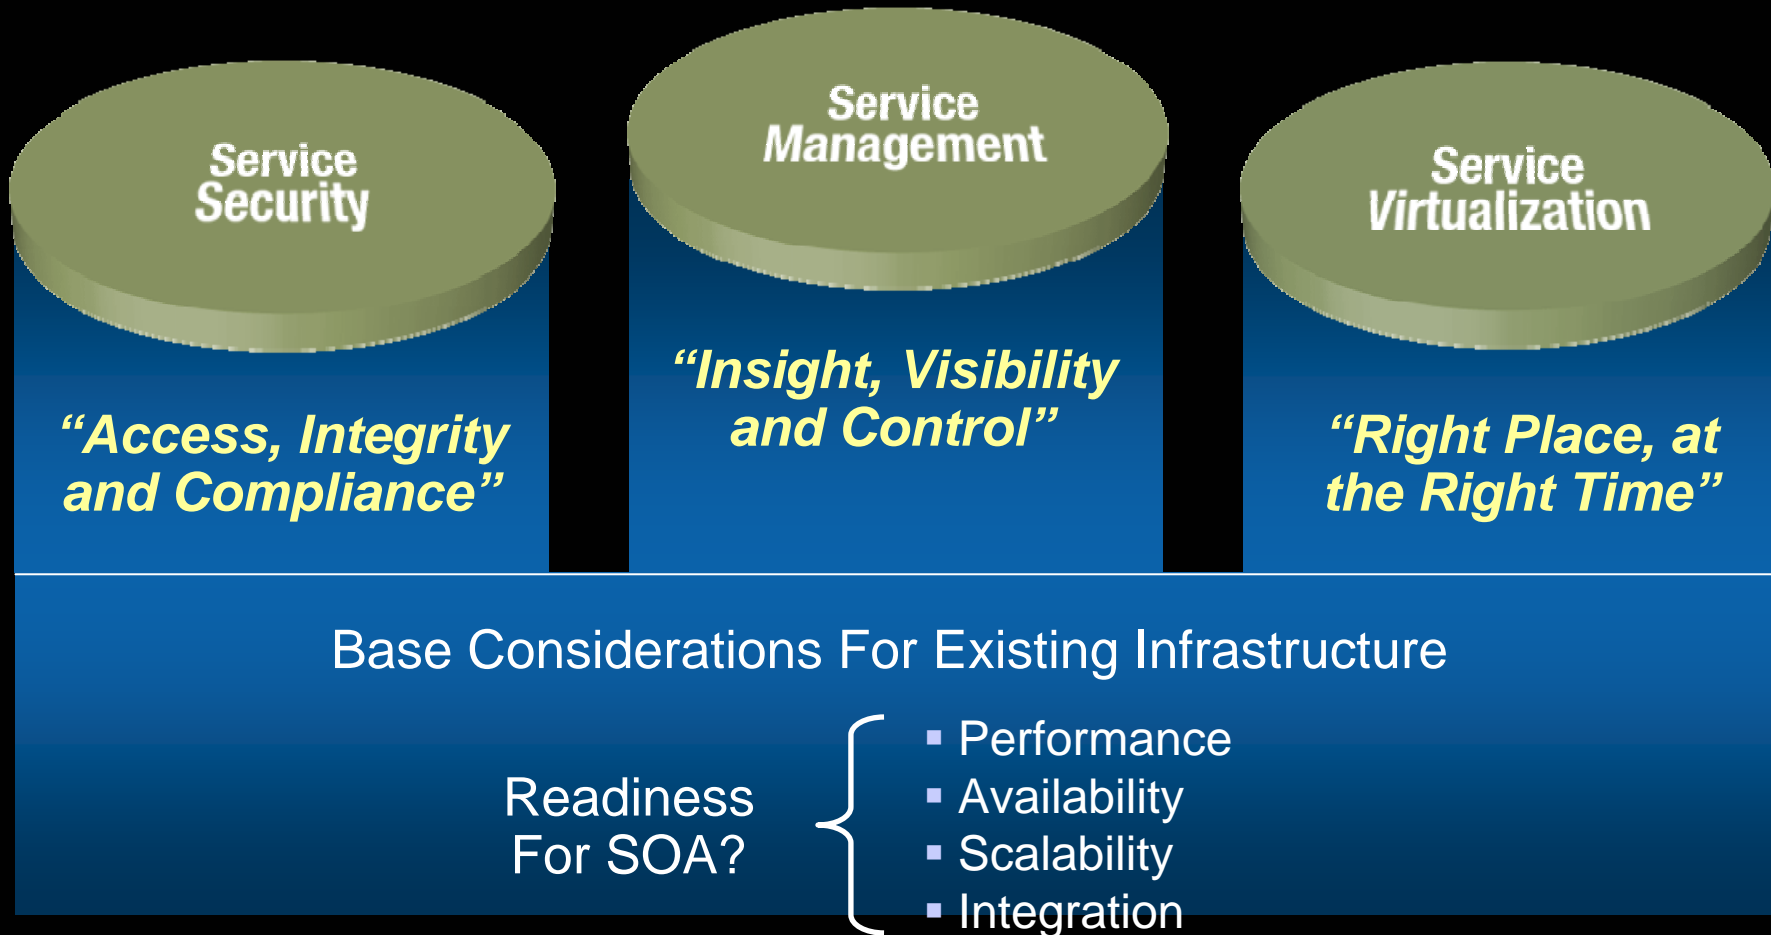 Service
Security
Service
Management
Service
Virtualization
“Access, Integrity
and Compliance”
“Insight, Visibility
and Control”
“Right Place, at
the Right Time”
Base Considerations For Existing Infrastructure
Readiness
For SOA?
▪ Performance
▪ Availability
▪ Scalability
▪ Integration